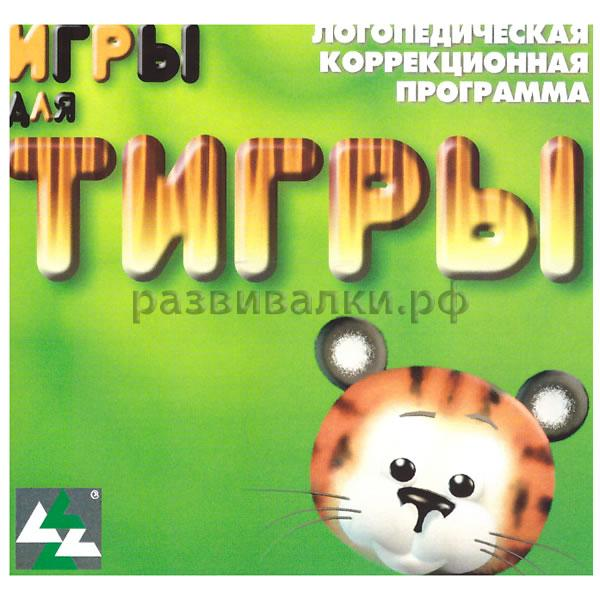 ИГРЫ
ДЛЯ
ТИГРЫ
ЛОГОПЕДИЧЕСКАЯ
КОРРЕКЦИОННАЯ
ПРОГРАММА
развивалки.рф
®